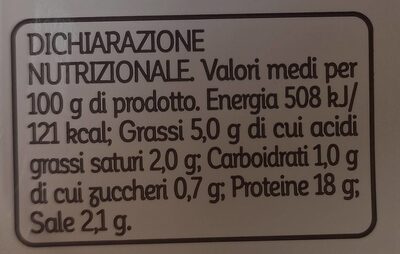 DICHIARAZIONE
NUTRIZIONALE. Valori medi per
100 g di prodotto. Energia 508 kJ/
121 kcal; Grassi 5,0 g di cui acidi
grassi saturi 2,0 g; Carboidrati 1,0 g
di cui zuccheri 0,7 g; Proteine 18 g;
Sale 2,1 g.